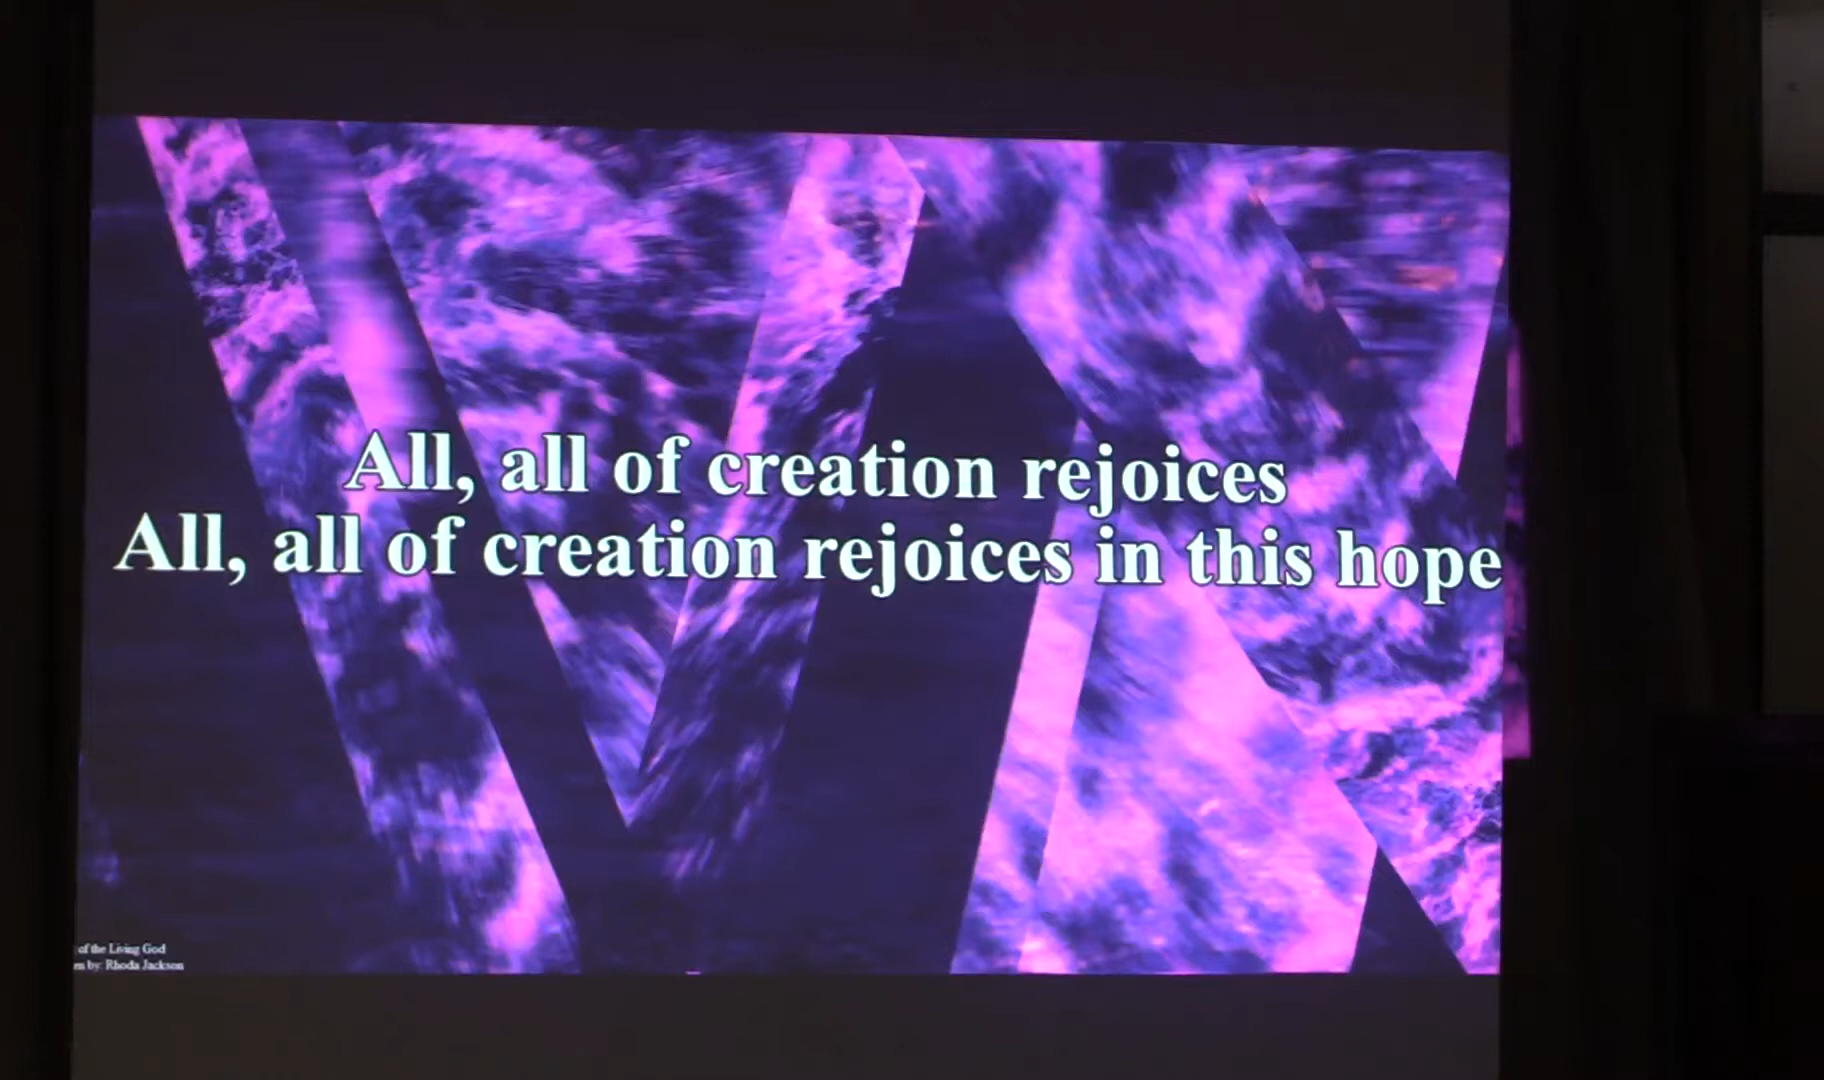 All, all of creation rejoices
All, all of creation rejoices in this hope
of the Living God
by: Rhoda Jackson